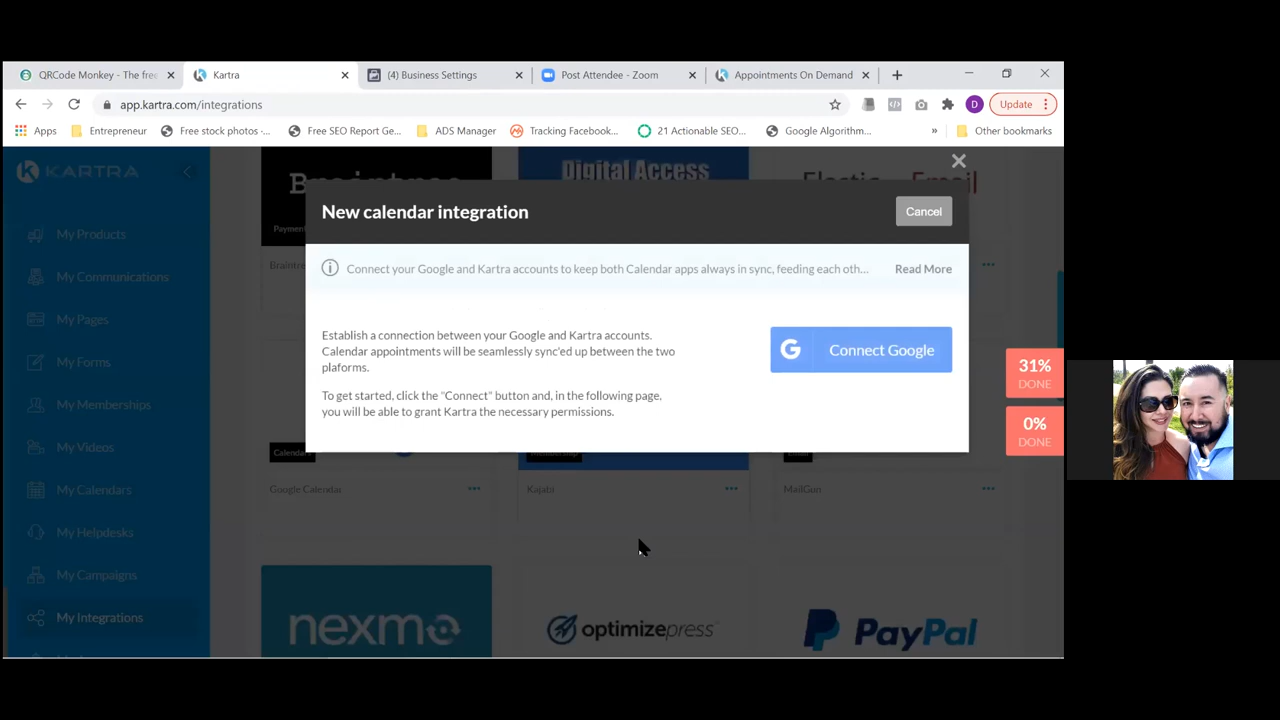 QRCode Monkey - The free
Kartra
(4) Business Settings
Post Attendee - Zoom
Appointments On Demand
app.kartra.com/integrations
D
Update
Apps
Entrepreneur
Free stock photos -...
Free SEO Report Ge...
ADS Manager
Tracking Facebook...
21 Actionable SEO...
Google Algorithm...
»
Other bookmarks
KARTRA
Braintree
Digital Access
Elastic Email
My Products
My Communications
My Pages
My Forms
My Memberships
My Videos
My Calendars
My Helpdesks
My Campaigns
My Integrations
New calendar integration
Cancel
Connect your Google and Kartra accounts to keep both Calendar apps always in sync, feeding each oth...
Read More
Establish a connection between your Google and Kartra accounts.
Calendar appointments will be seamlessly sync'ed up between the two
plaforms.
Connect Google
To get started, click the "Connect" button and, in the following page,
you will be able to grant Kartra the necessary permissions.
31%
DONE
0%
DONE
Calendars
Membership
Email
Google Calendar
Kajabi
MailGun
nexmo
optimizepress
PayPal